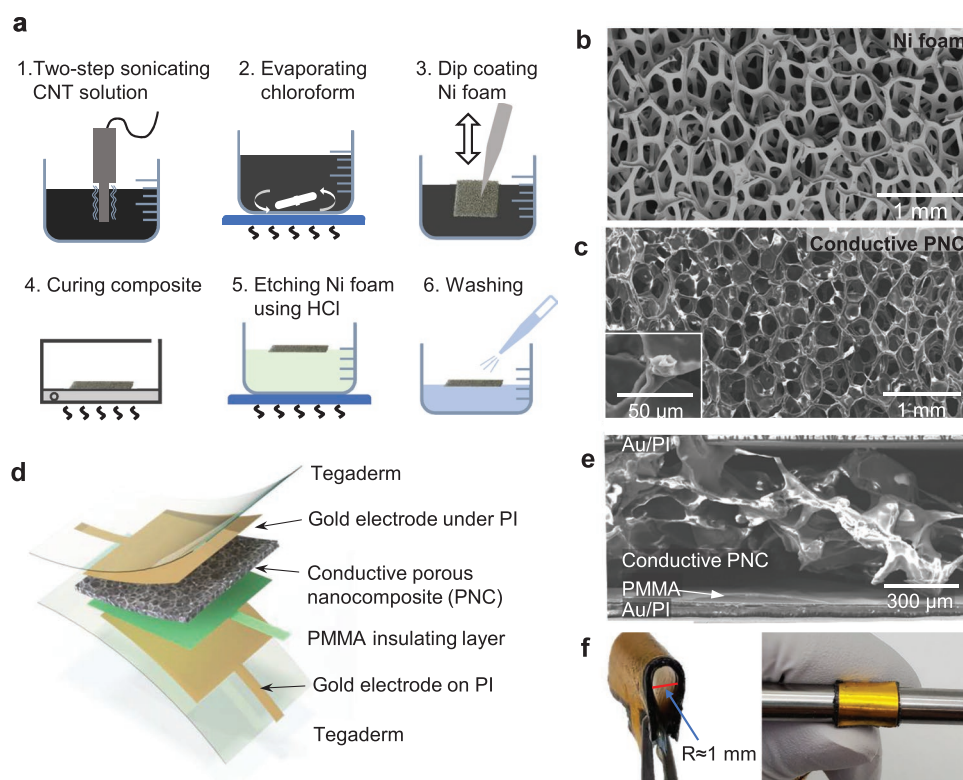 a
1.Two-step sonicating
CNT solution
2. Evaporating
chloroform
3. Dip coating
Ni foam
4. Curing composite
5. Etching Ni foam
using HCl
6. Washing
b
Ni foam
1 mm
c
Conductive PNC
50 µm
1 mm
d
Tegaderm
Gold electrode under PI
Conductive porous
nanocomposite (PNC)
PMMA insulating layer
Gold electrode on PI
Tegaderm
e
Au/PI
Conductive PNC
PMMA
Au/PI
300 µm
f
R≈1 mm